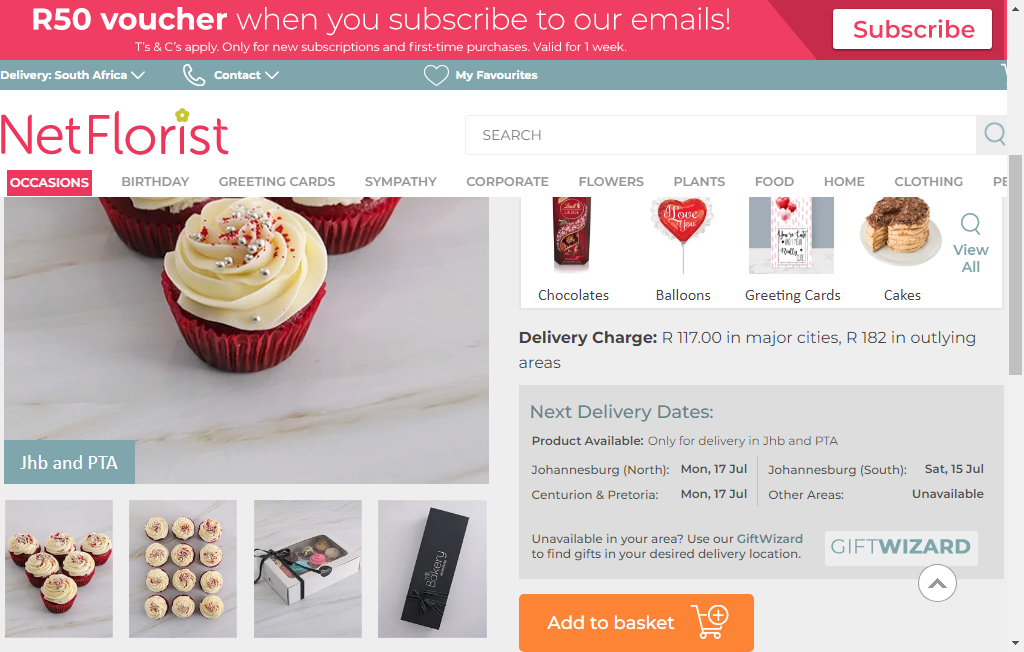 R50 voucher when you subscribe to our emails!
T's & C's apply. Only for new subscriptions and first-time purchases. Valid for 1 week.
Subscribe
Delivery: South Africa
Contact
My Favourites
NetFlorist
SEARCH
OCCASIONS BIRTHDAY GREETING CARDS SYMPATHY CORPORATE FLOWERS PLANTS FOOD HOME CLOTHING PE
Jhb and PTA
The Bakery
LINDOR
I Love You
View
All
Chocolates Balloons Greeting Cards Cakes
Delivery Charge: R 117.00 in major cities, R 182 in outlying
areas
Next Delivery Dates:
Product Available: Only for delivery in Jhb and PTA
Johannesburg (North): Mon, 17 Jul Johannesburg (South): Sat, 15 Jul
Centurion & Pretoria: Mon, 17 Jul Other Areas: Unavailable
Unavailable in your area? Use our GiftWizard
to find gifts in your desired delivery location.
GIFTWIZARD
Add to basket